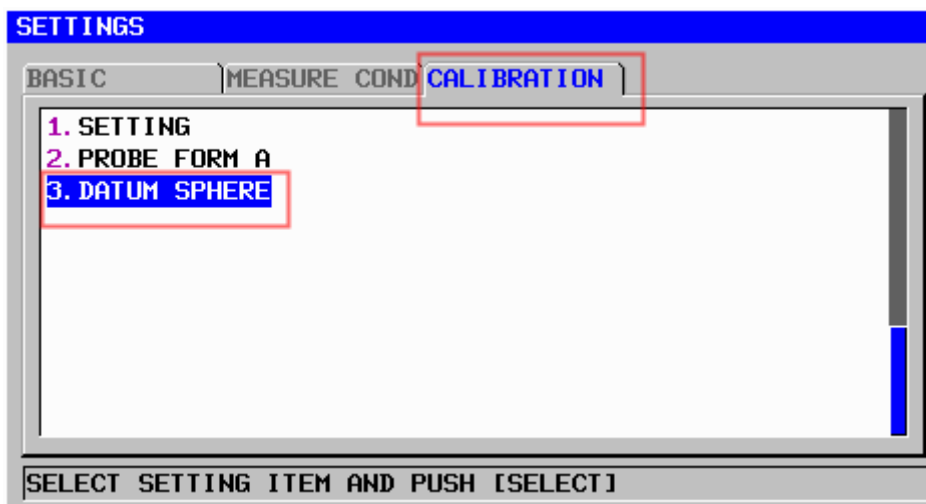 SETTINGS
BASIC MEASURE COND CALIBRATION
1. SETTING
2. PROBE FORM A
3. DATUM SPHERE
SELECT SETTING ITEM AND PUSH [SELECT]